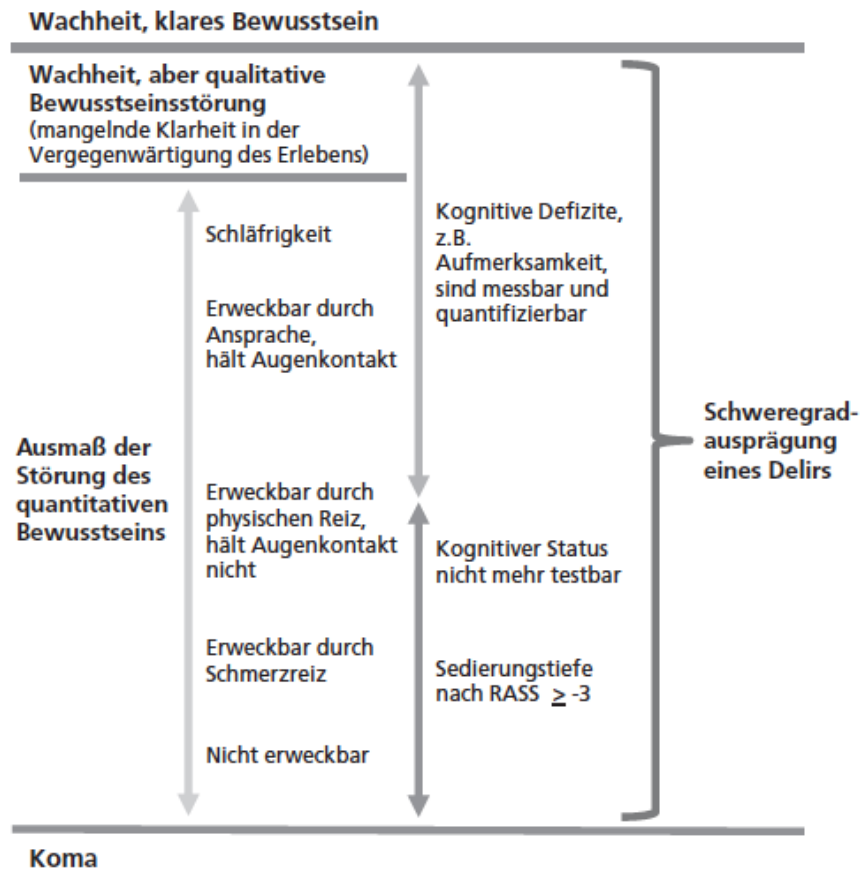 Wachheit, klares Bewusstsein
Wachheit, aber qualitative
Bewusstseinsstörung
(mangelnde Klarheit in der
Vergegenwärtigung des Erlebens)
Ausmaß der
Störung des
quantitativen
Bewusstseins
Schläfrigkeit
Erweckbar durch
Ansprache,
hält Augenkontakt
Erweckbar durch
physischen Reiz,
hält Augenkontakt
nicht
Erweckbar durch
Schmerzreiz
Nicht erweckbar
Kognitive Defizite,
z.B.
Aufmerksamkeit,
sind messbar und
quantifizierbar
Kognitiver Status
nicht mehr testbar
Sedierungstiefe
nach RASS ≥ -3
Schweregrad-
ausprägung
eines Delirs
Koma